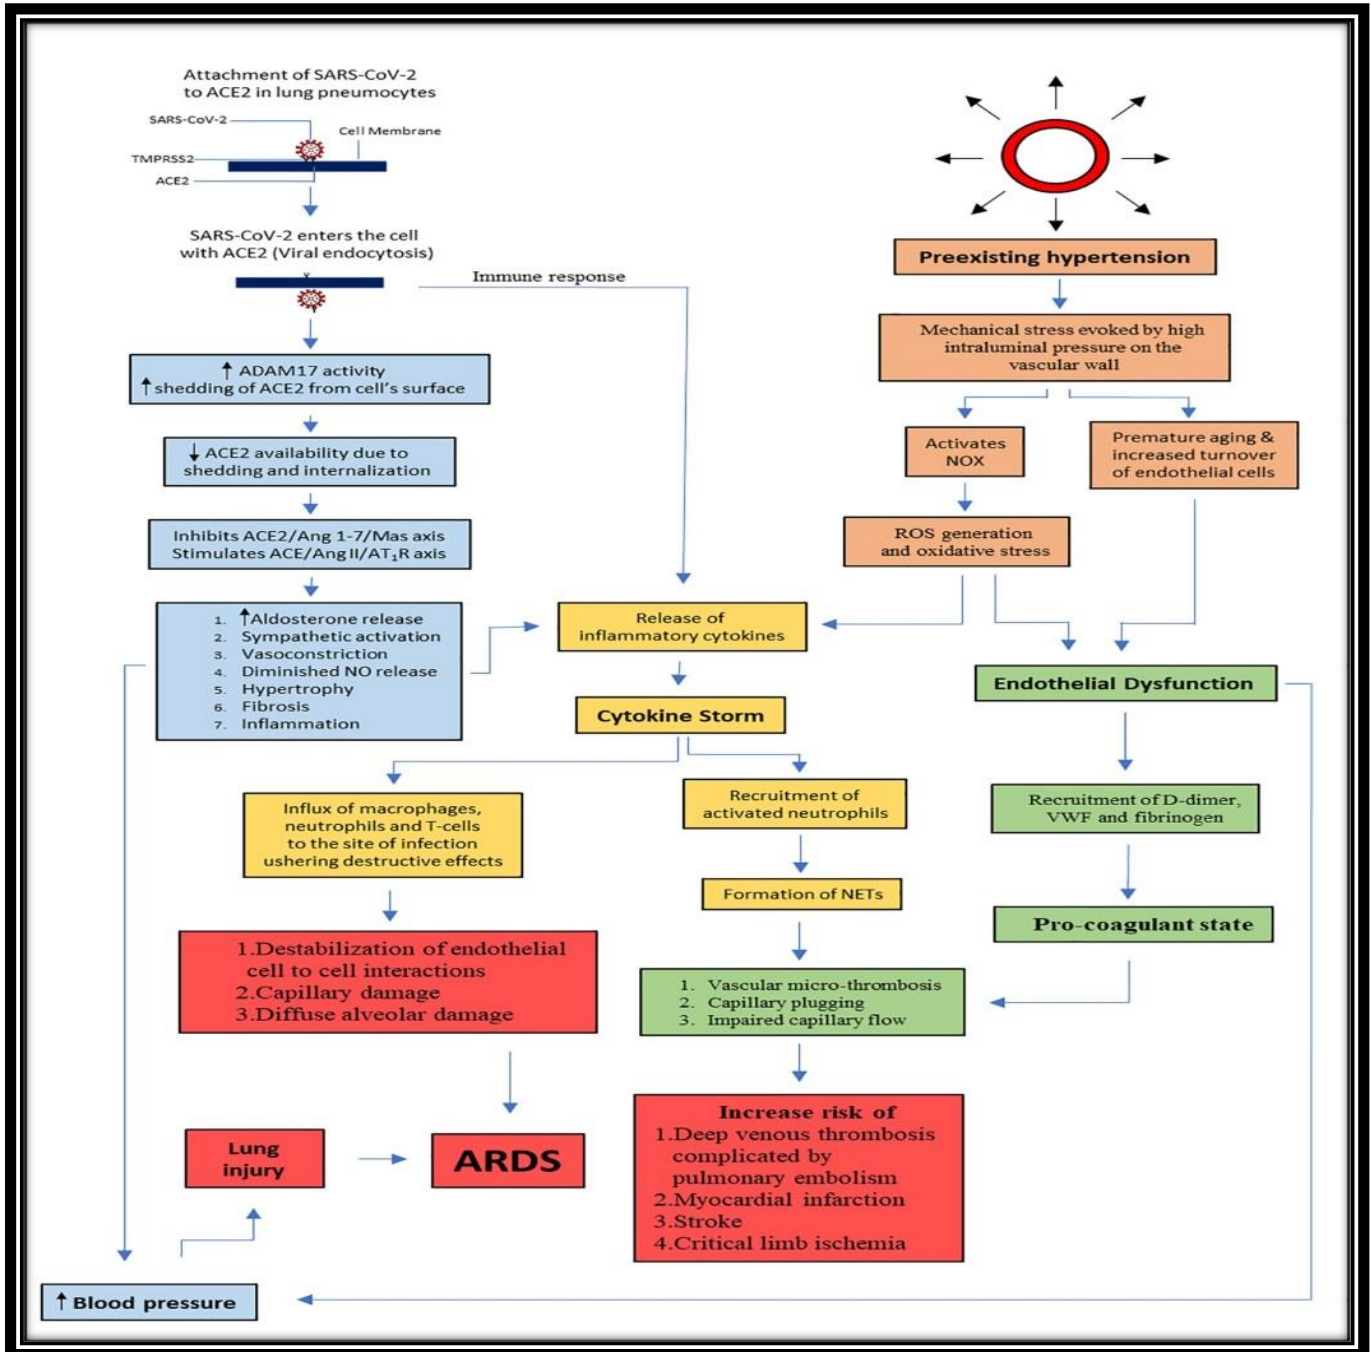 Attachment of SARS-CoV-2
to ACE2 in lung pneumocytes
SARS-CoV-2
Cell Membrane
TMPRSS2
ACE2
SARS-CoV-2 enters the cell
with ACE2 (Viral endocytosis)
Immune response
↑ ADAM17 activity
↑ shedding of ACE2 from cell's surface
↓ ACE2 availability due to
shedding and internalization
Inhibits ACE2/Ang 1-7/Mas axis
Stimulates ACE/Ang II/AT₁R axis
1. ↑Aldosterone release
2. Sympathetic activation
3. Vasoconstriction
4. Diminished NO release
5. Hypertrophy
6. Fibrosis
7. Inflammation
Preexisting hypertension
Mechanical stress evoked by high
intraluminal pressure on the
vascular wall
Activates
NOX
Premature aging &
increased turnover
of endothelial cells
ROS generation
and oxidative stress
Release of
inflammatory cytokines
Cytokine Storm
Endothelial Dysfunction
Influx of macrophages,
neutrophils and T-cells
to the site of infection
ushering destructive effects
Recruitment of
activated neutrophils
Recruitment of D-dimer,
VWF and fibrinogen
Formation of NETs
Pro-coagulant state
1.Destabilization of endothelial
cell to cell interactions
2.Capillary damage
3.Diffuse alveolar damage
1. Vascular micro-thrombosis
2. Capillary plugging
3. Impaired capillary flow
Increase risk of
1.Deep venous thrombosis
complicated by
pulmonary embolism
2.Myocardial infarction
3.Stroke
4.Critical limb ischemia
Lung
injury
ARDS
↑ Blood pressure